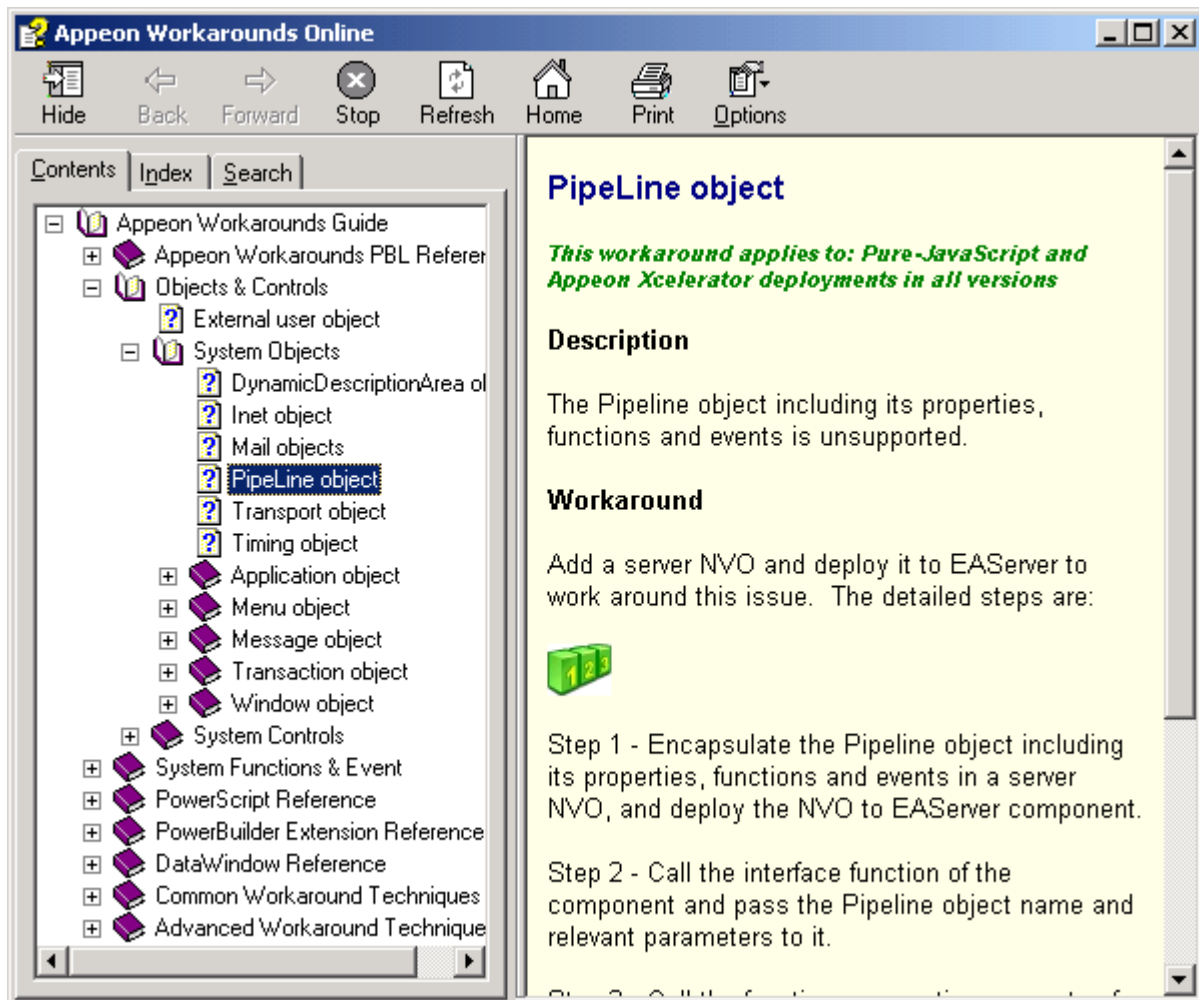 Appeon Workarounds Online
Hide Back Forward Stop Refresh Home Print Options
Contents Index Search
Appeon Workarounds Guide
Appeon Workarounds PBL Referer
Objects & Controls
External user object
System Objects
DynamicDescriptionArea ol
Inet object
Mail objects
PipeLine object
Transport object
Timing object
Application object
Menu object
Message object
Transaction object
Window object
System Controls
System Functions & Event
PowerScript Reference
PowerBuilder Extension Reference
DataWindow Reference
Common Workaround Techniques
Advanced Workaround Technique
PipeLine object
This workaround applies to: Pure-JavaScript and
Appeon Xcelerator deployments in all versions
Description
The Pipeline object including its properties,
functions and events is unsupported.
Workaround
Add a server NVO and deploy it to EAServer to
work around this issue. The detailed steps are:
1 2 3
Step 1 - Encapsulate the Pipeline object including
its properties, functions and events in a server
NVO, and deploy the NVO to EAServer component.
Step 2 - Call the interface function of the
component and pass the Pipeline object name and
relevant parameters to it.